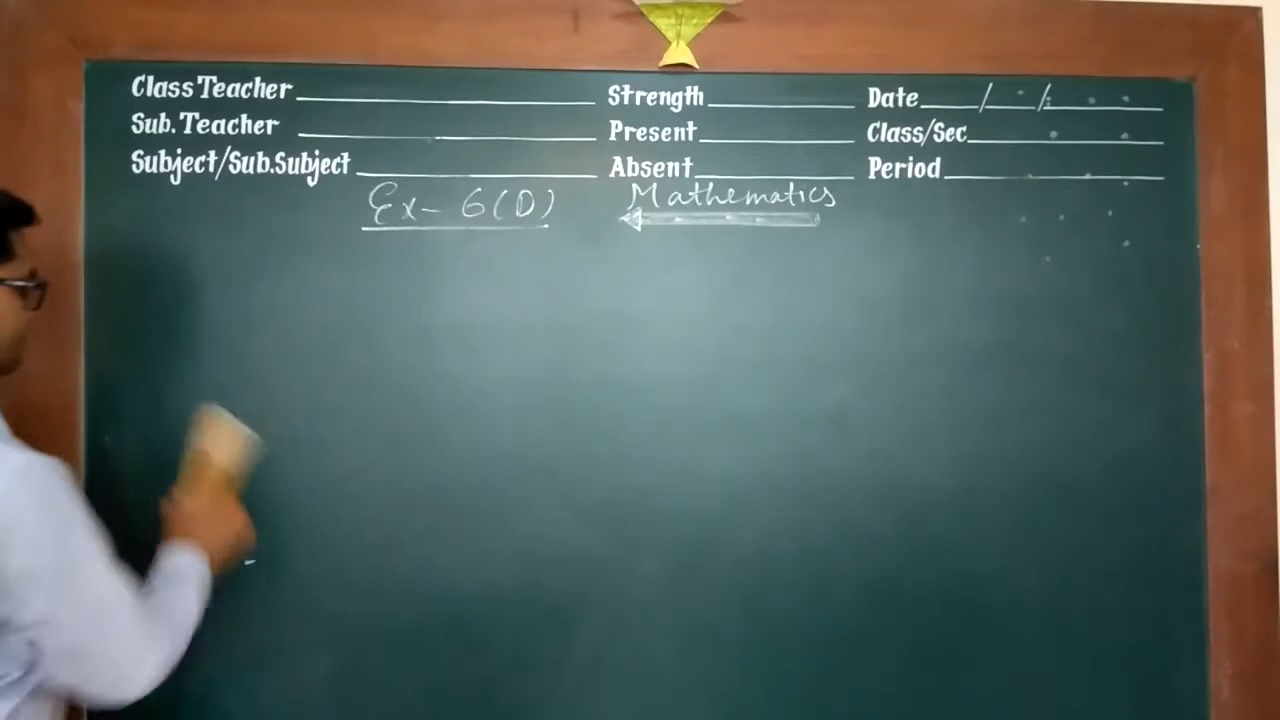 Class Teacher Strength Date / /
Sub. Teacher Present Class/Sec
Subject/Sub.Subject Absent Period
Ex- 6(D) Mathematics